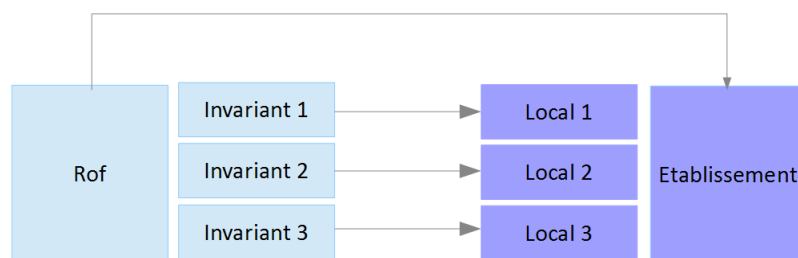 Rof
Invariant 1
Invariant 2
Invariant 3
Local 1
Local 2
Local 3
Etablissement